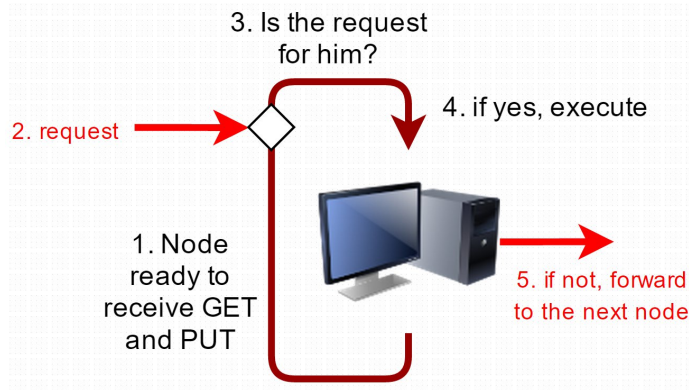 3. Is the request
for him?
2. request
4. if yes, execute
1. Node
ready to
receive GET
and PUT
5. if not, forward
to the next node